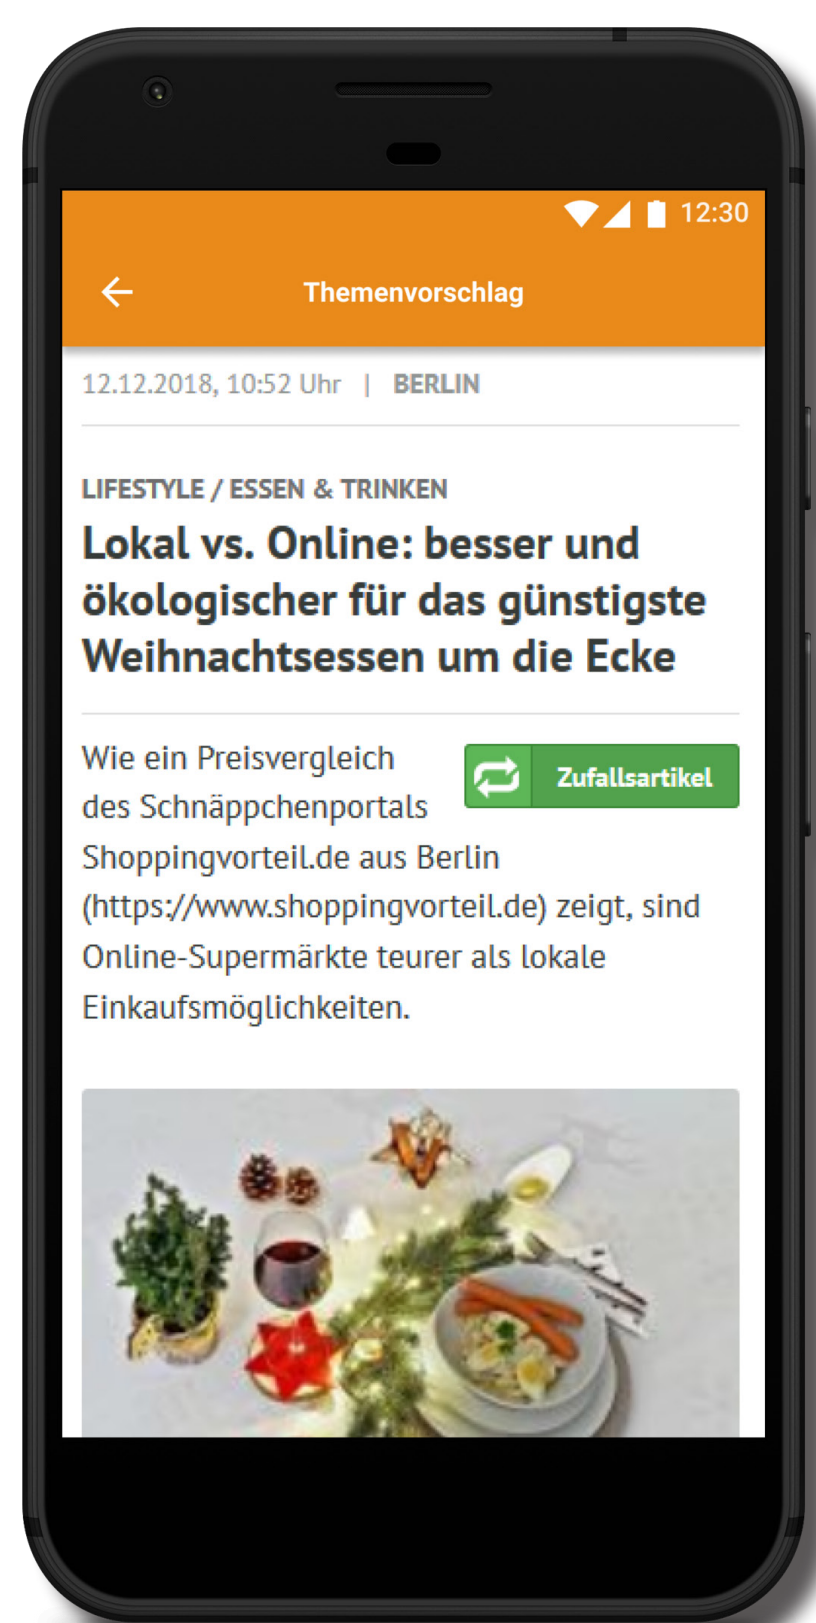 12:30
Themenvorschlag
12.12.2018, 10:52 Uhr | BERLIN
LIFESTYLE / ESSEN & TRINKEN
Lokal vs. Online: besser und
ökologischer für das günstigste
Weihnachtsessen um die Ecke
Wie ein Preisvergleich
Zufallsartikel
des Schnäppchenportals
Shoppingvorteil.de aus Berlin
(https://www.shoppingvorteil.de) zeigt, sind
Online-Supermärkte teurer als lokale
Einkaufsmöglichkeiten.